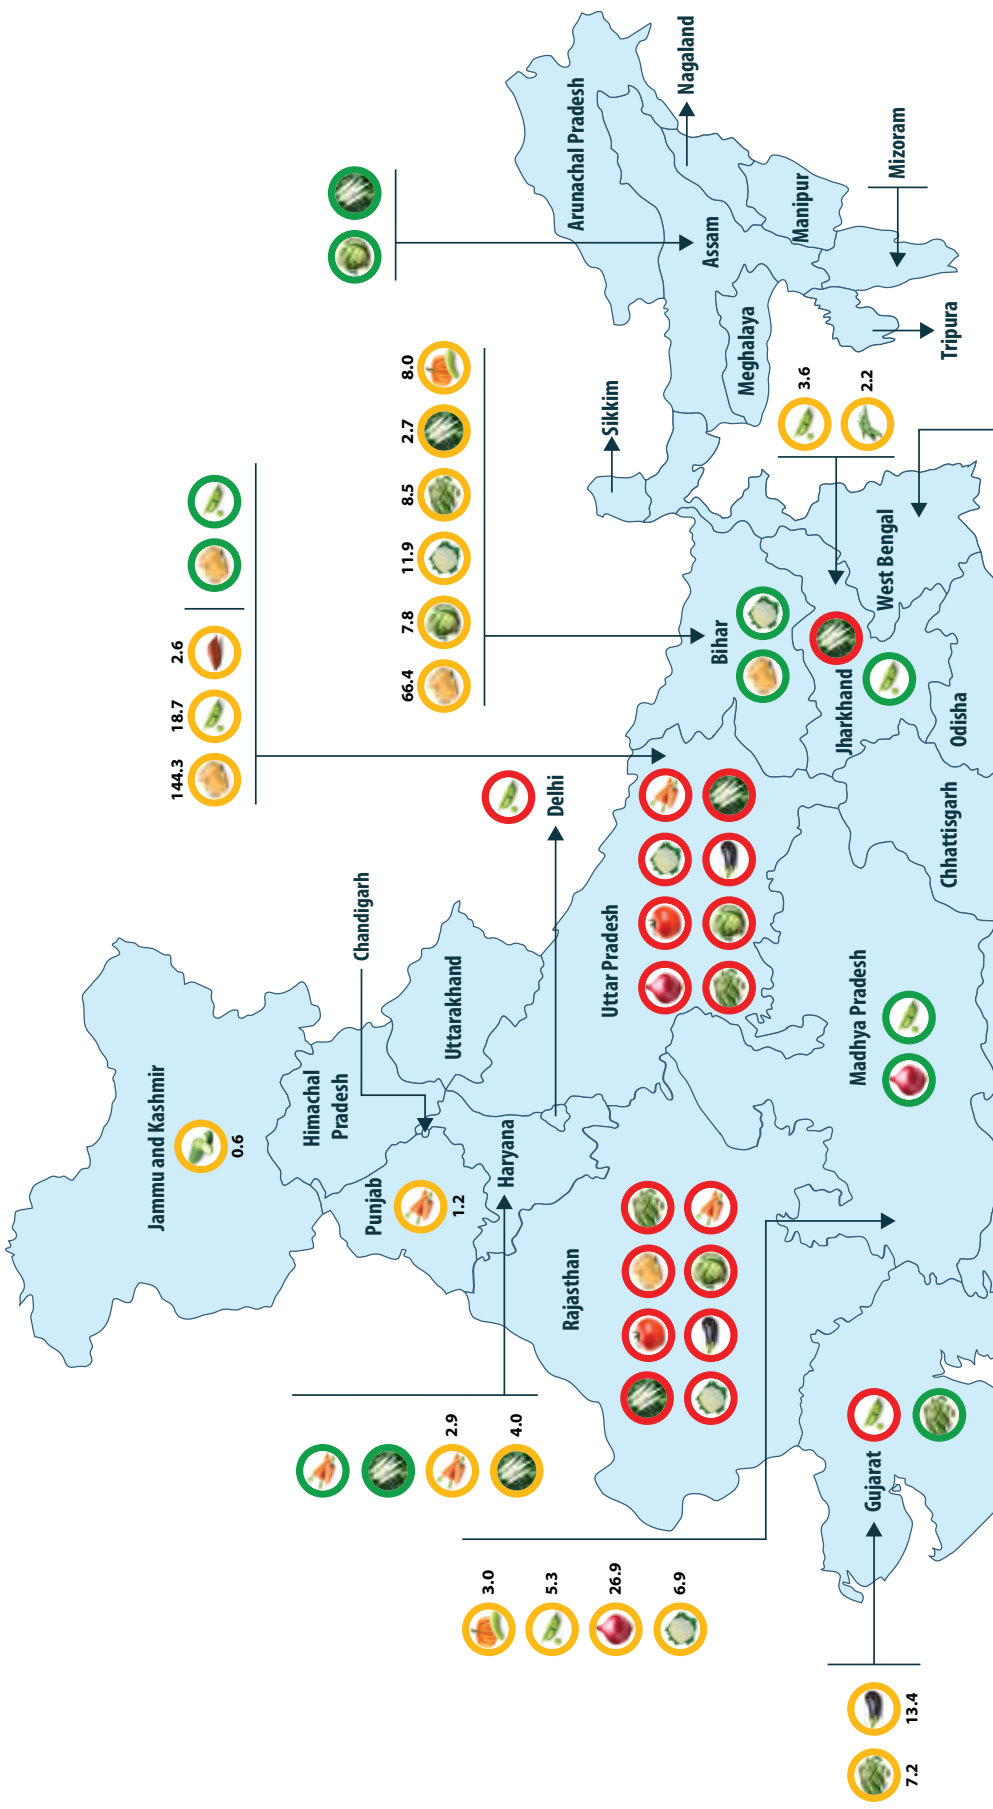 Jammu and Kashmir
0.6
Himachal
Pradesh
Punjab
1.2
Chandigarh
Uttarakhand
Haryana
2.9
4.0
Delhi
144.3
18.7
2.6
66.4
7.8
11.9
8.5
2.7
8.0
Sikkim
Arunachal Pradesh
Nagaland
Assam
Manipur
Meghalaya
Mizoram
Tripura
Rajasthan
Uttar Pradesh
Bihar
3.0
5.3
26.9
6.9
Gujarat
7.2
13.4
Madhya Pradesh
Jharkhand
3.6
2.2
West Bengal
Chhattisgarh
Odisha